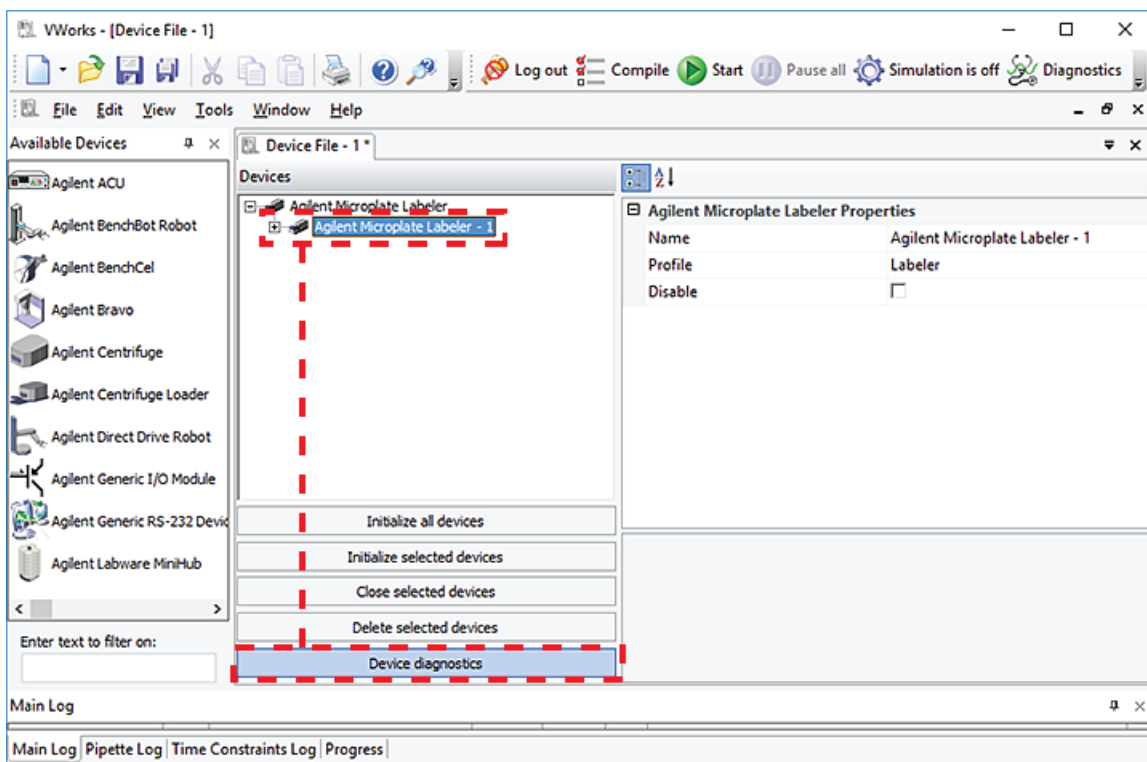 VWorks - [Device File - 1]
Log out Compile Start Pause all Simulation is off Diagnostics
File Edit View Tools Window Help
Available Devices
Agilent ACU
Agilent BenchBot Robot
Agilent BenchCel
Agilent Bravo
Agilent Centrifuge
Agilent Centrifuge Loader
Agilent Direct Drive Robot
Agilent Generic I/O Module
Agilent Generic RS-232 Devic
Agilent Labware MiniHub
Enter text to filter on:
Device File - 1 *
Devices
Agilent Microplate Labeler
Agilent Microplate Labeler - 1
Initialize all devices
Initialize selected devices
Close selected devices
Delete selected devices
Device diagnostics
Agilent Microplate Labeler Properties
Name Agilent Microplate Labeler - 1
Profile Labeler
Disable
Main Log
Main Log Pipette Log Time Constraints Log Progress